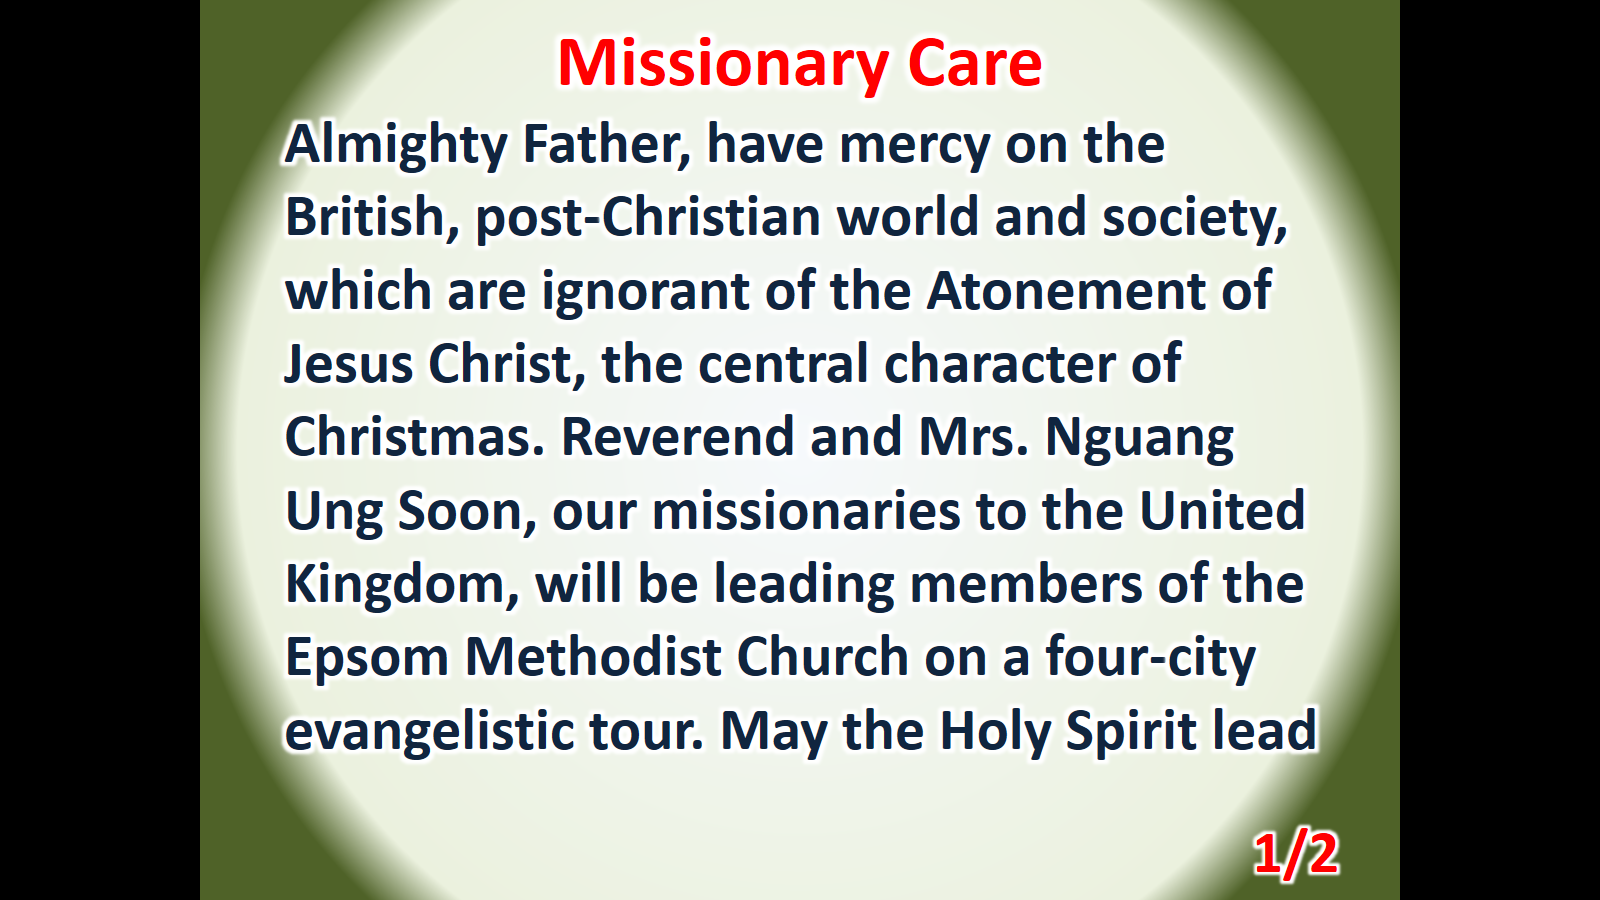 Missionary Care
Almighty Father, have mercy on the
British, post-Christian world and society,
which are ignorant of the Atonement of
Jesus Christ, the central character of
Christmas. Reverend and Mrs. Nguang
Ung Soon, our missionaries to the United
Kingdom, will be leading members of the
Epsom Methodist Church on a four-city
evangelistic tour. May the Holy Spirit lead
1/2